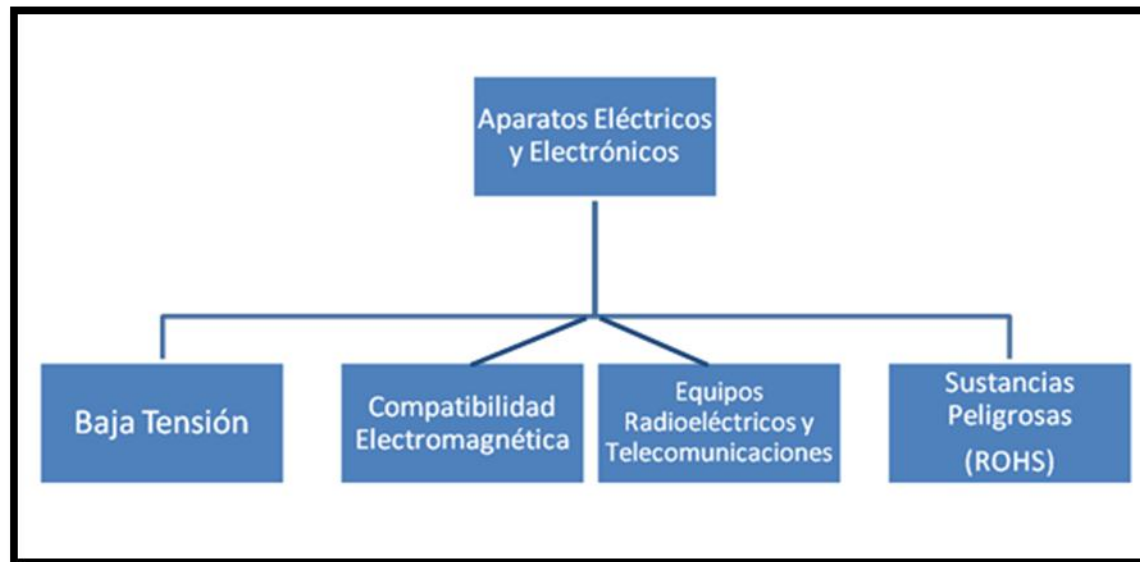 Aparatos Eléctricos
y Electrónicos
Baja Tensión
Compatibilidad
Electromagnética
Equipos
Radioeléctricos y
Telecomunicaciones
Sustancias
Peligrosas
(ROHS)